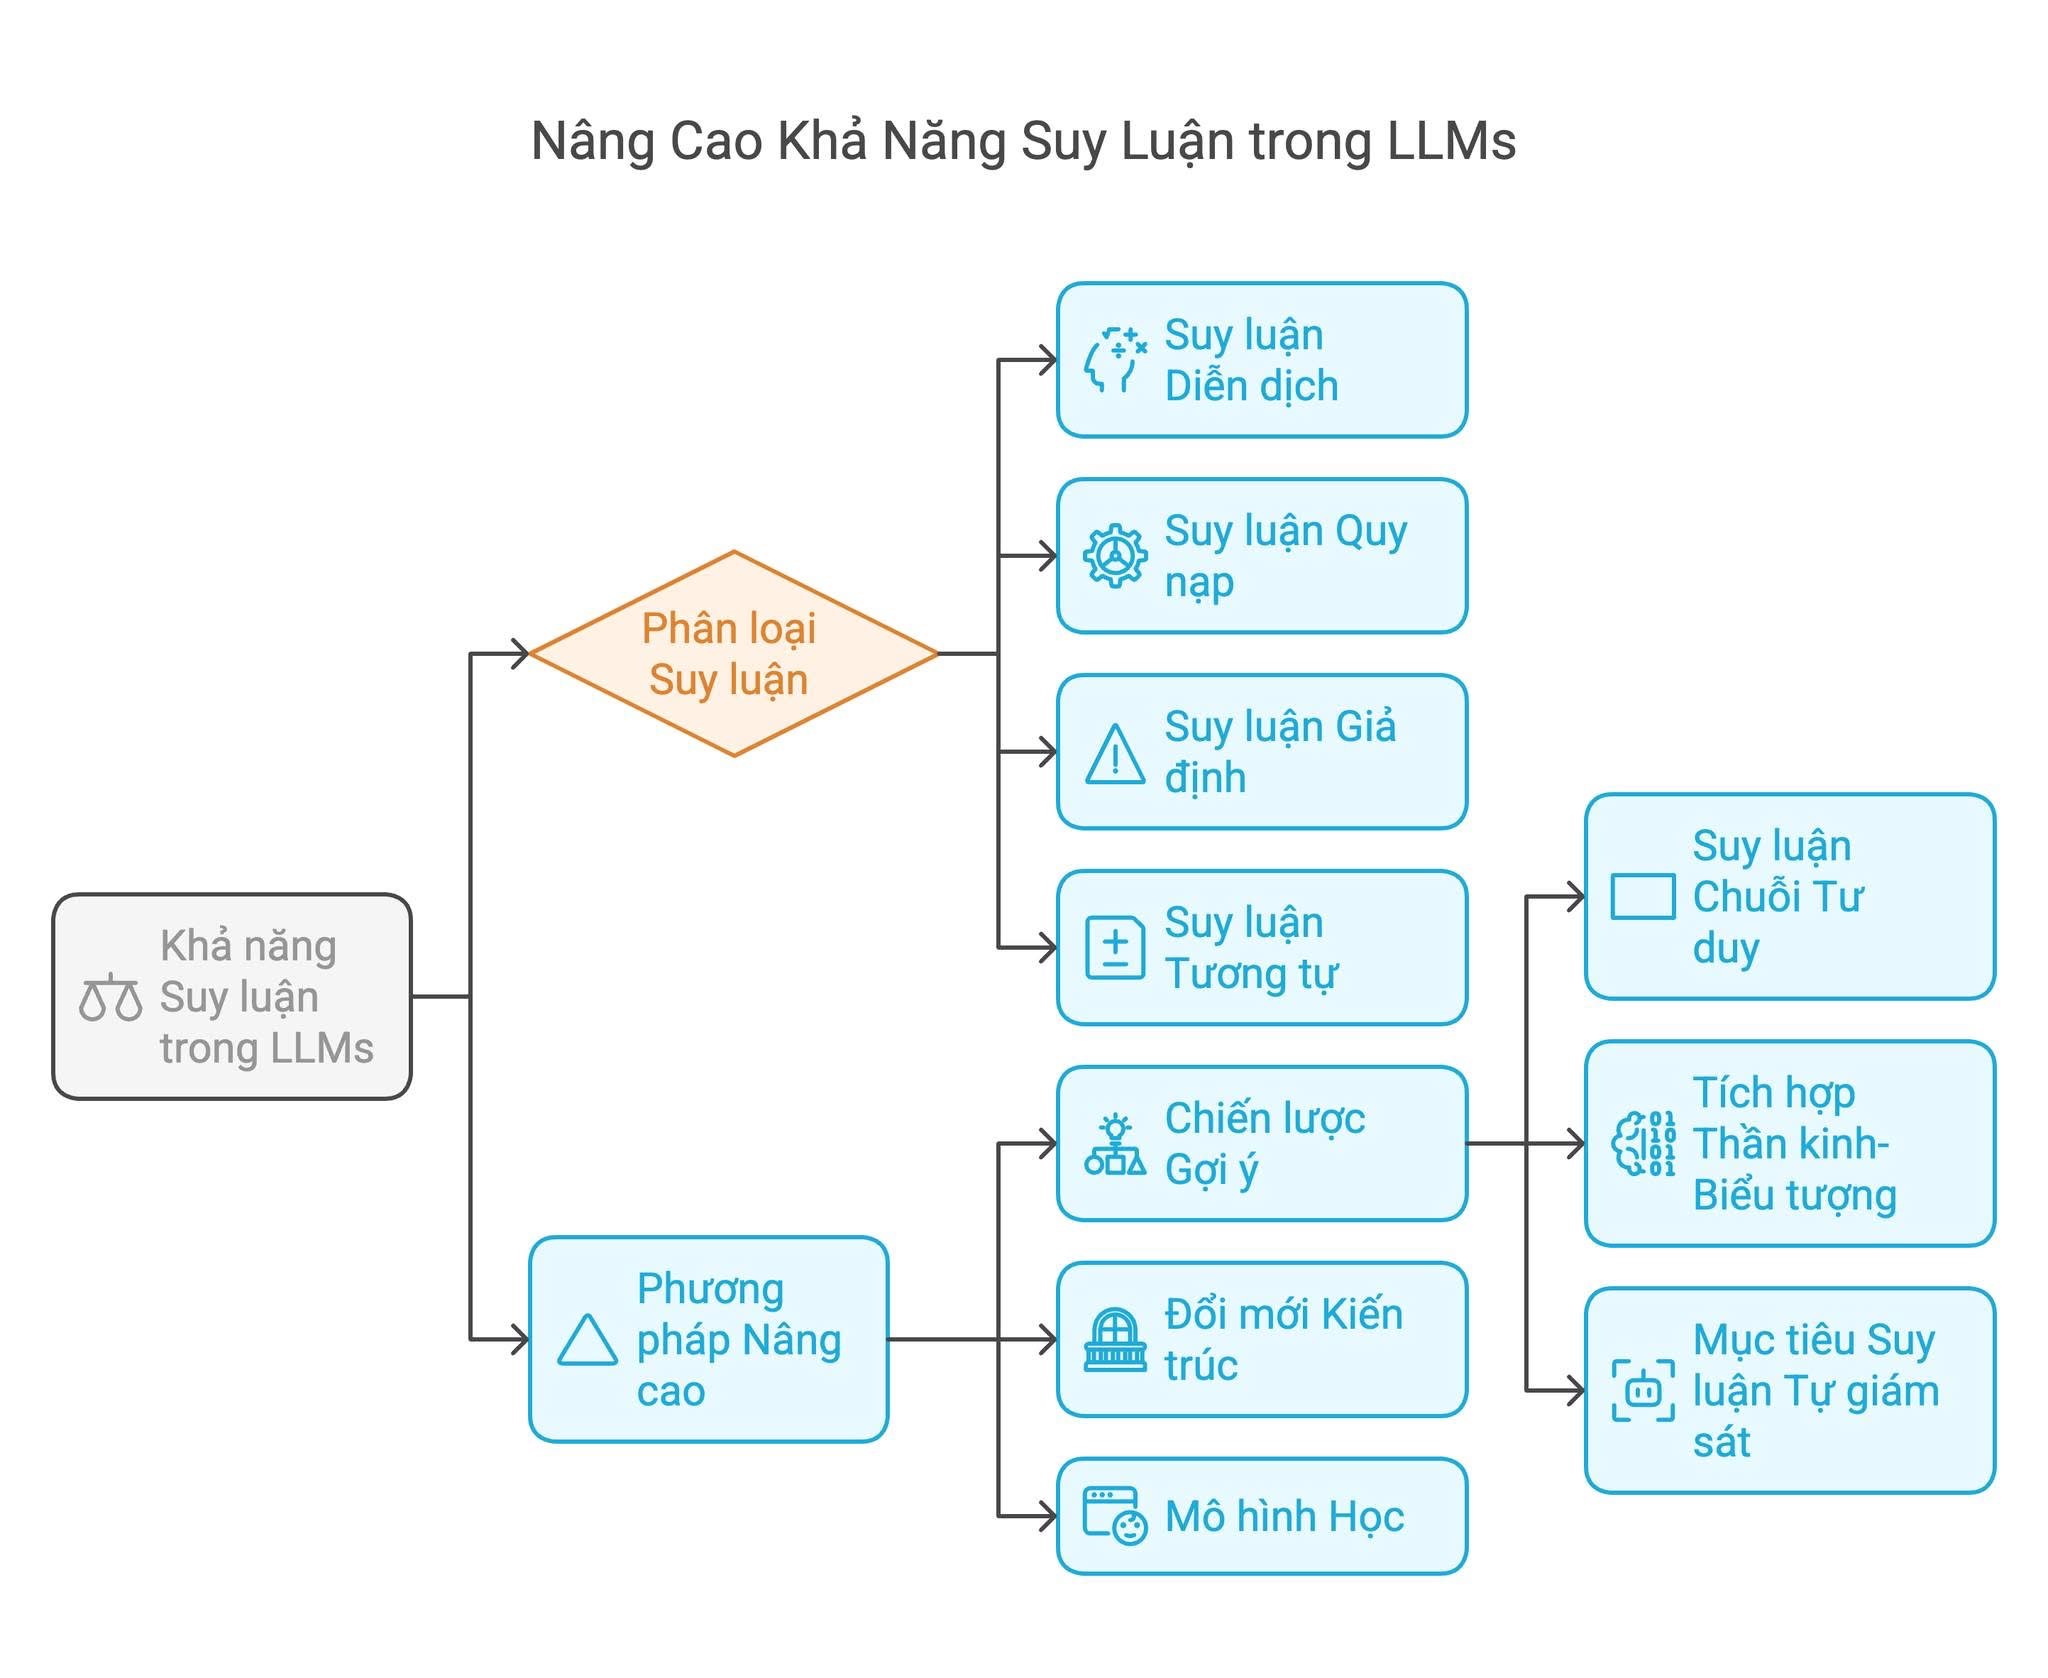 Nâng Cao Khả Năng Suy Luận trong LLMs
Khả năng
Suy luận
trong LLMs
Phân loại
Suy luận
Suy luận
Diễn dịch
Suy luận Quy
nạp
Suy luận Giả
định
Suy luận
Tương tự
Phương
pháp Nâng
cao
Chiến lược
Gợi ý
Đổi mới Kiến
trúc
Mô hình Học
Suy luận
Chuỗi Tư
duy
Tích hợp
Thần kinh-
Biểu tượng
Mục tiêu Suy
luận Tự giám
sát